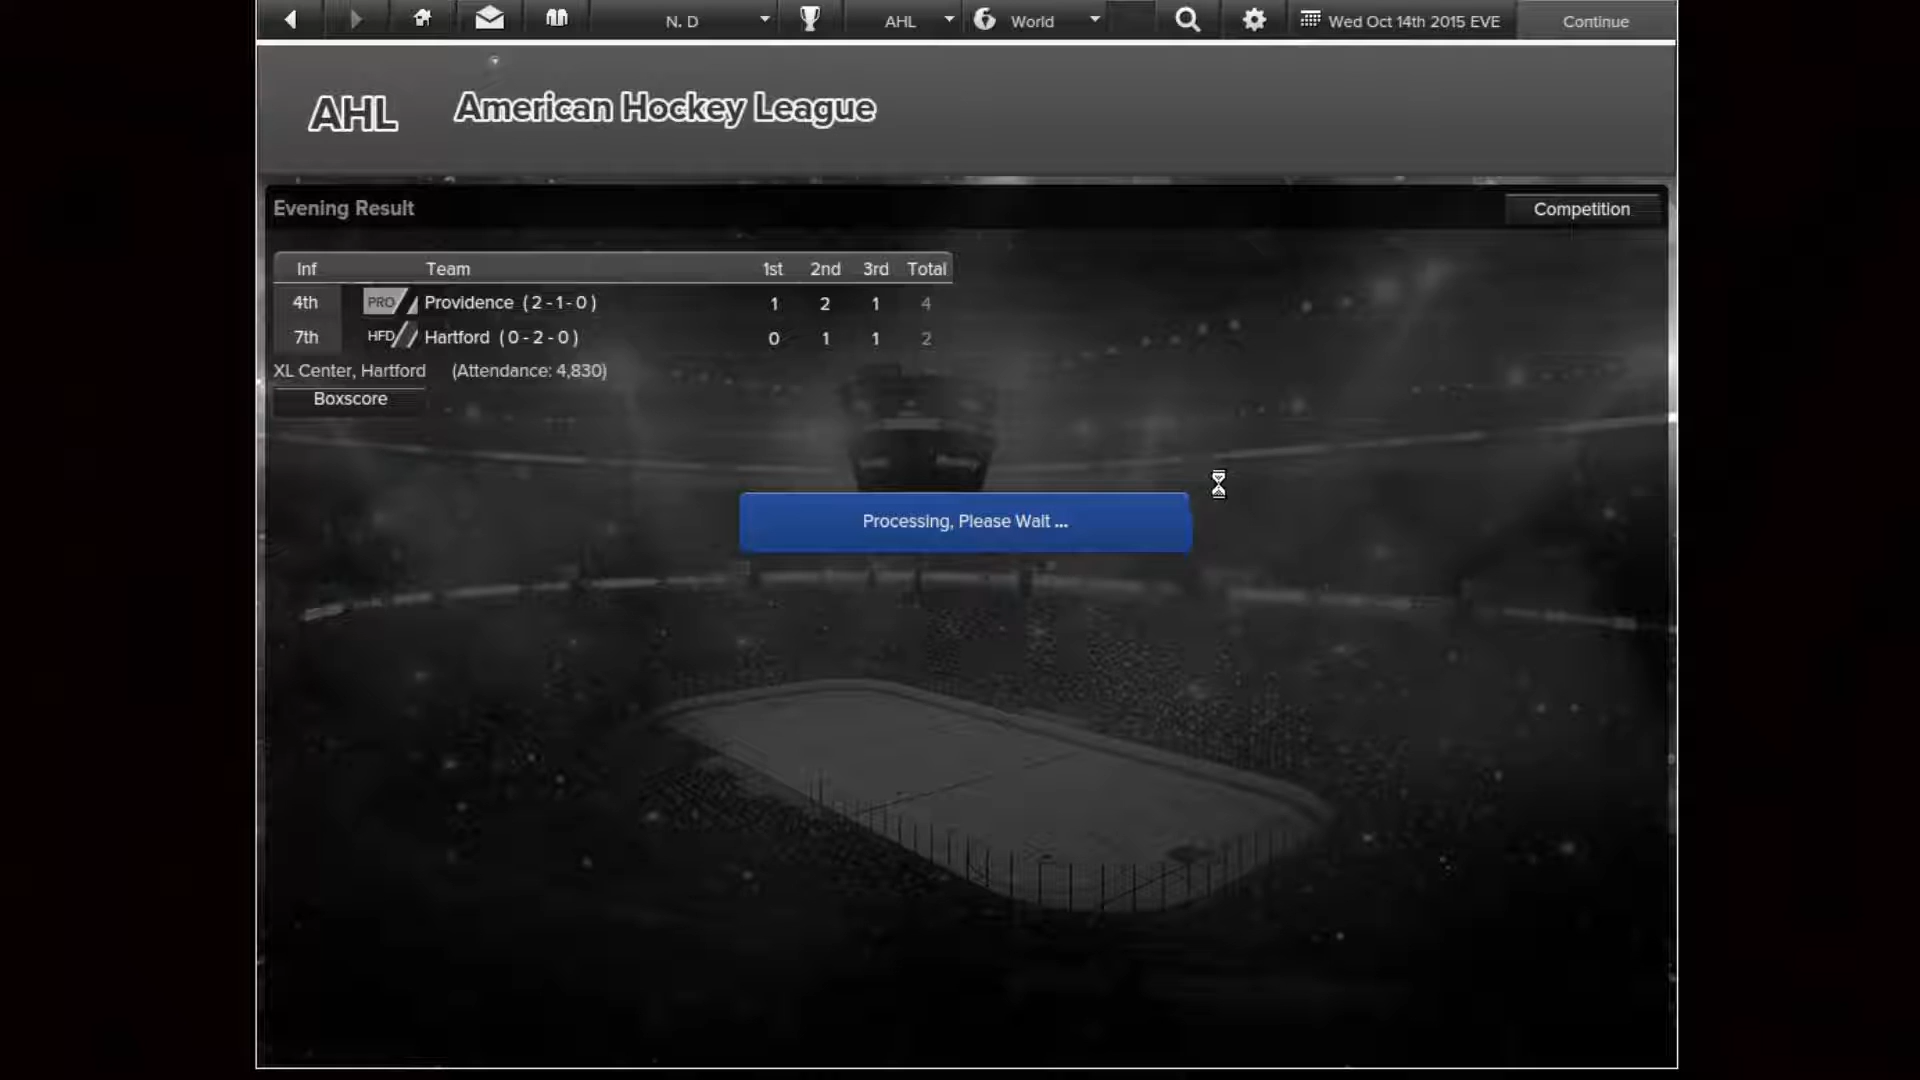 N. D AHL World Wed Oct 14th 2015 EVE Continue
AHL American Hockey League
Evening Result Competition
Inf Team 1st 2nd 3rd Total
4th PRO Providence ( 2 - 1 - 0 ) 1 2 1 4
7th HFD Hartford ( 0 - 2 - 0 ) 0 1 1 2
XL Center, Hartford (Attendance: 4,830)
Boxscore
Processing, Please Wait ...